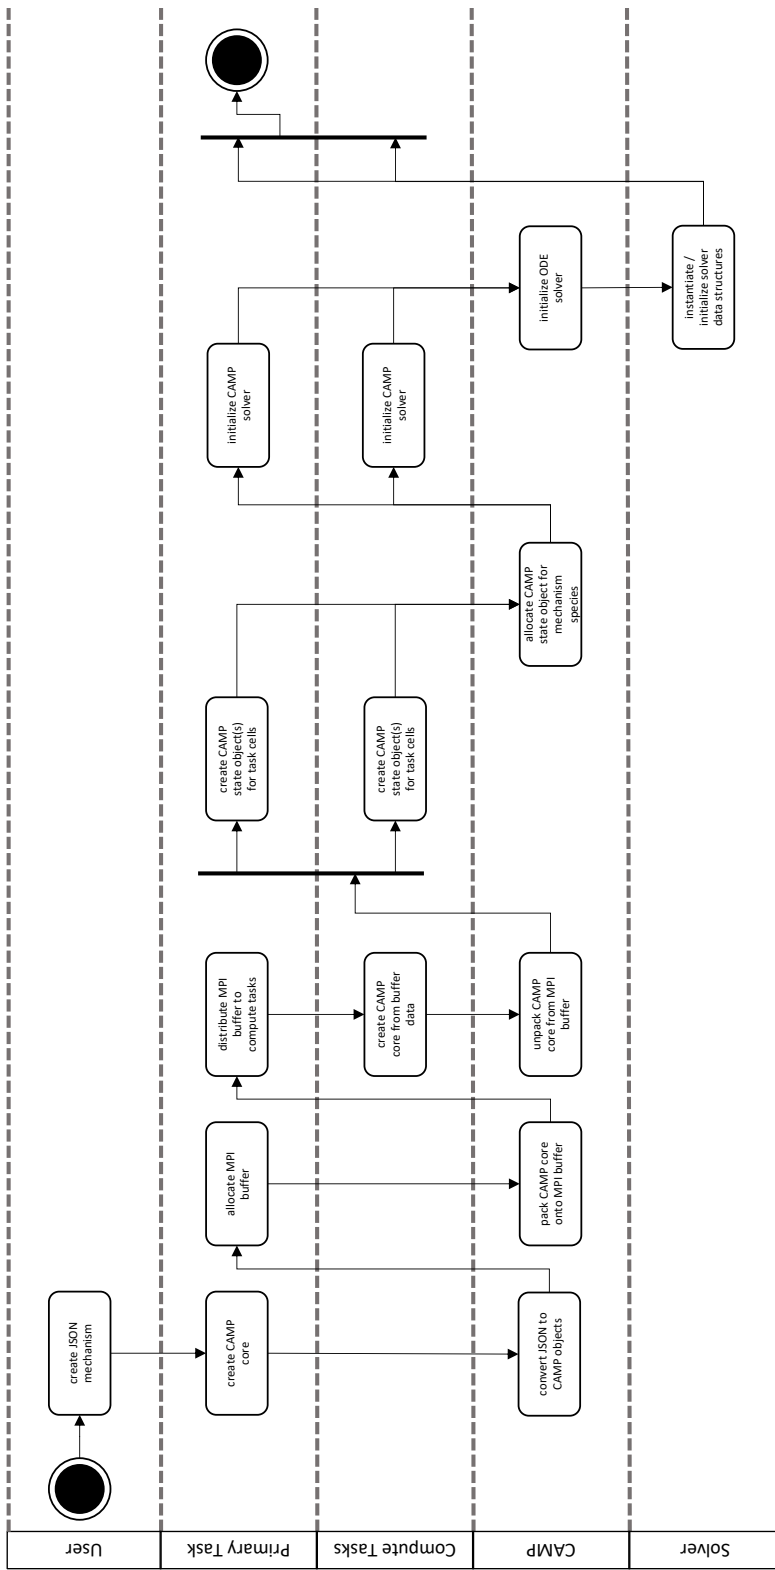 User
Primary Task
Compute Tasks
CAMP
Solver
create JSON
mechanism
create CAMP
core
convert JSON to
CAMP objects
allocate MPI
buffer
pack CAMP core
onto MPI buffer
distribute MPI
buffer to
compute tasks
create CAMP
core from buffer
data
unpack CAMP
core from MPI
buffer
create CAMP
state object(s)
for task cells
create CAMP
state object(s)
for task cells
allocate CAMP
state object for
mechanism
species
initialize CAMP
solver
initialize CAMP
solver
initialize ODE
solver
instantiate /
initialize solver
data structures